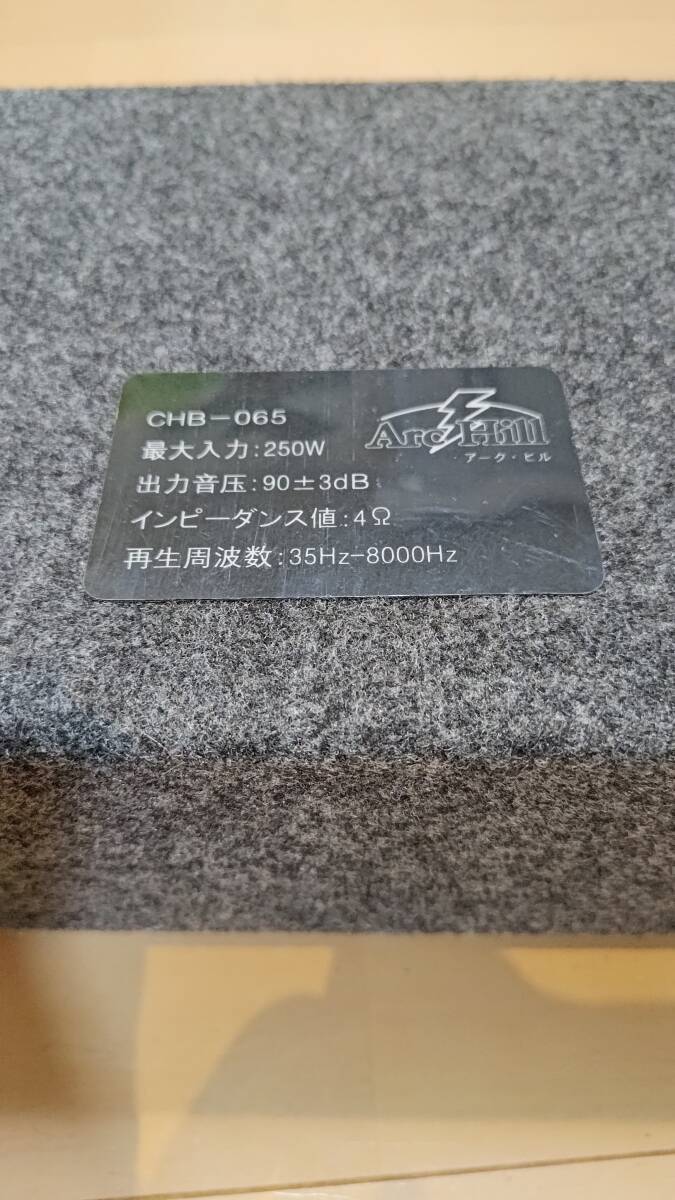 CHB-065
Arc Hill
アーク・ヒル
最大入力:250W
出力音圧:90±3dB
インピーダンス値:4Ω
再生周波数:35Hz-8000Hz